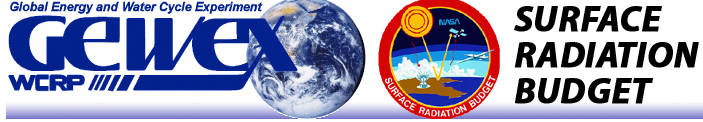 Global Energy and Water Cycle Experiment
GEWEX
WCRP
NASA
SURFACE RADIATION BUDGET
SURFACE
RADIATION
BUDGET